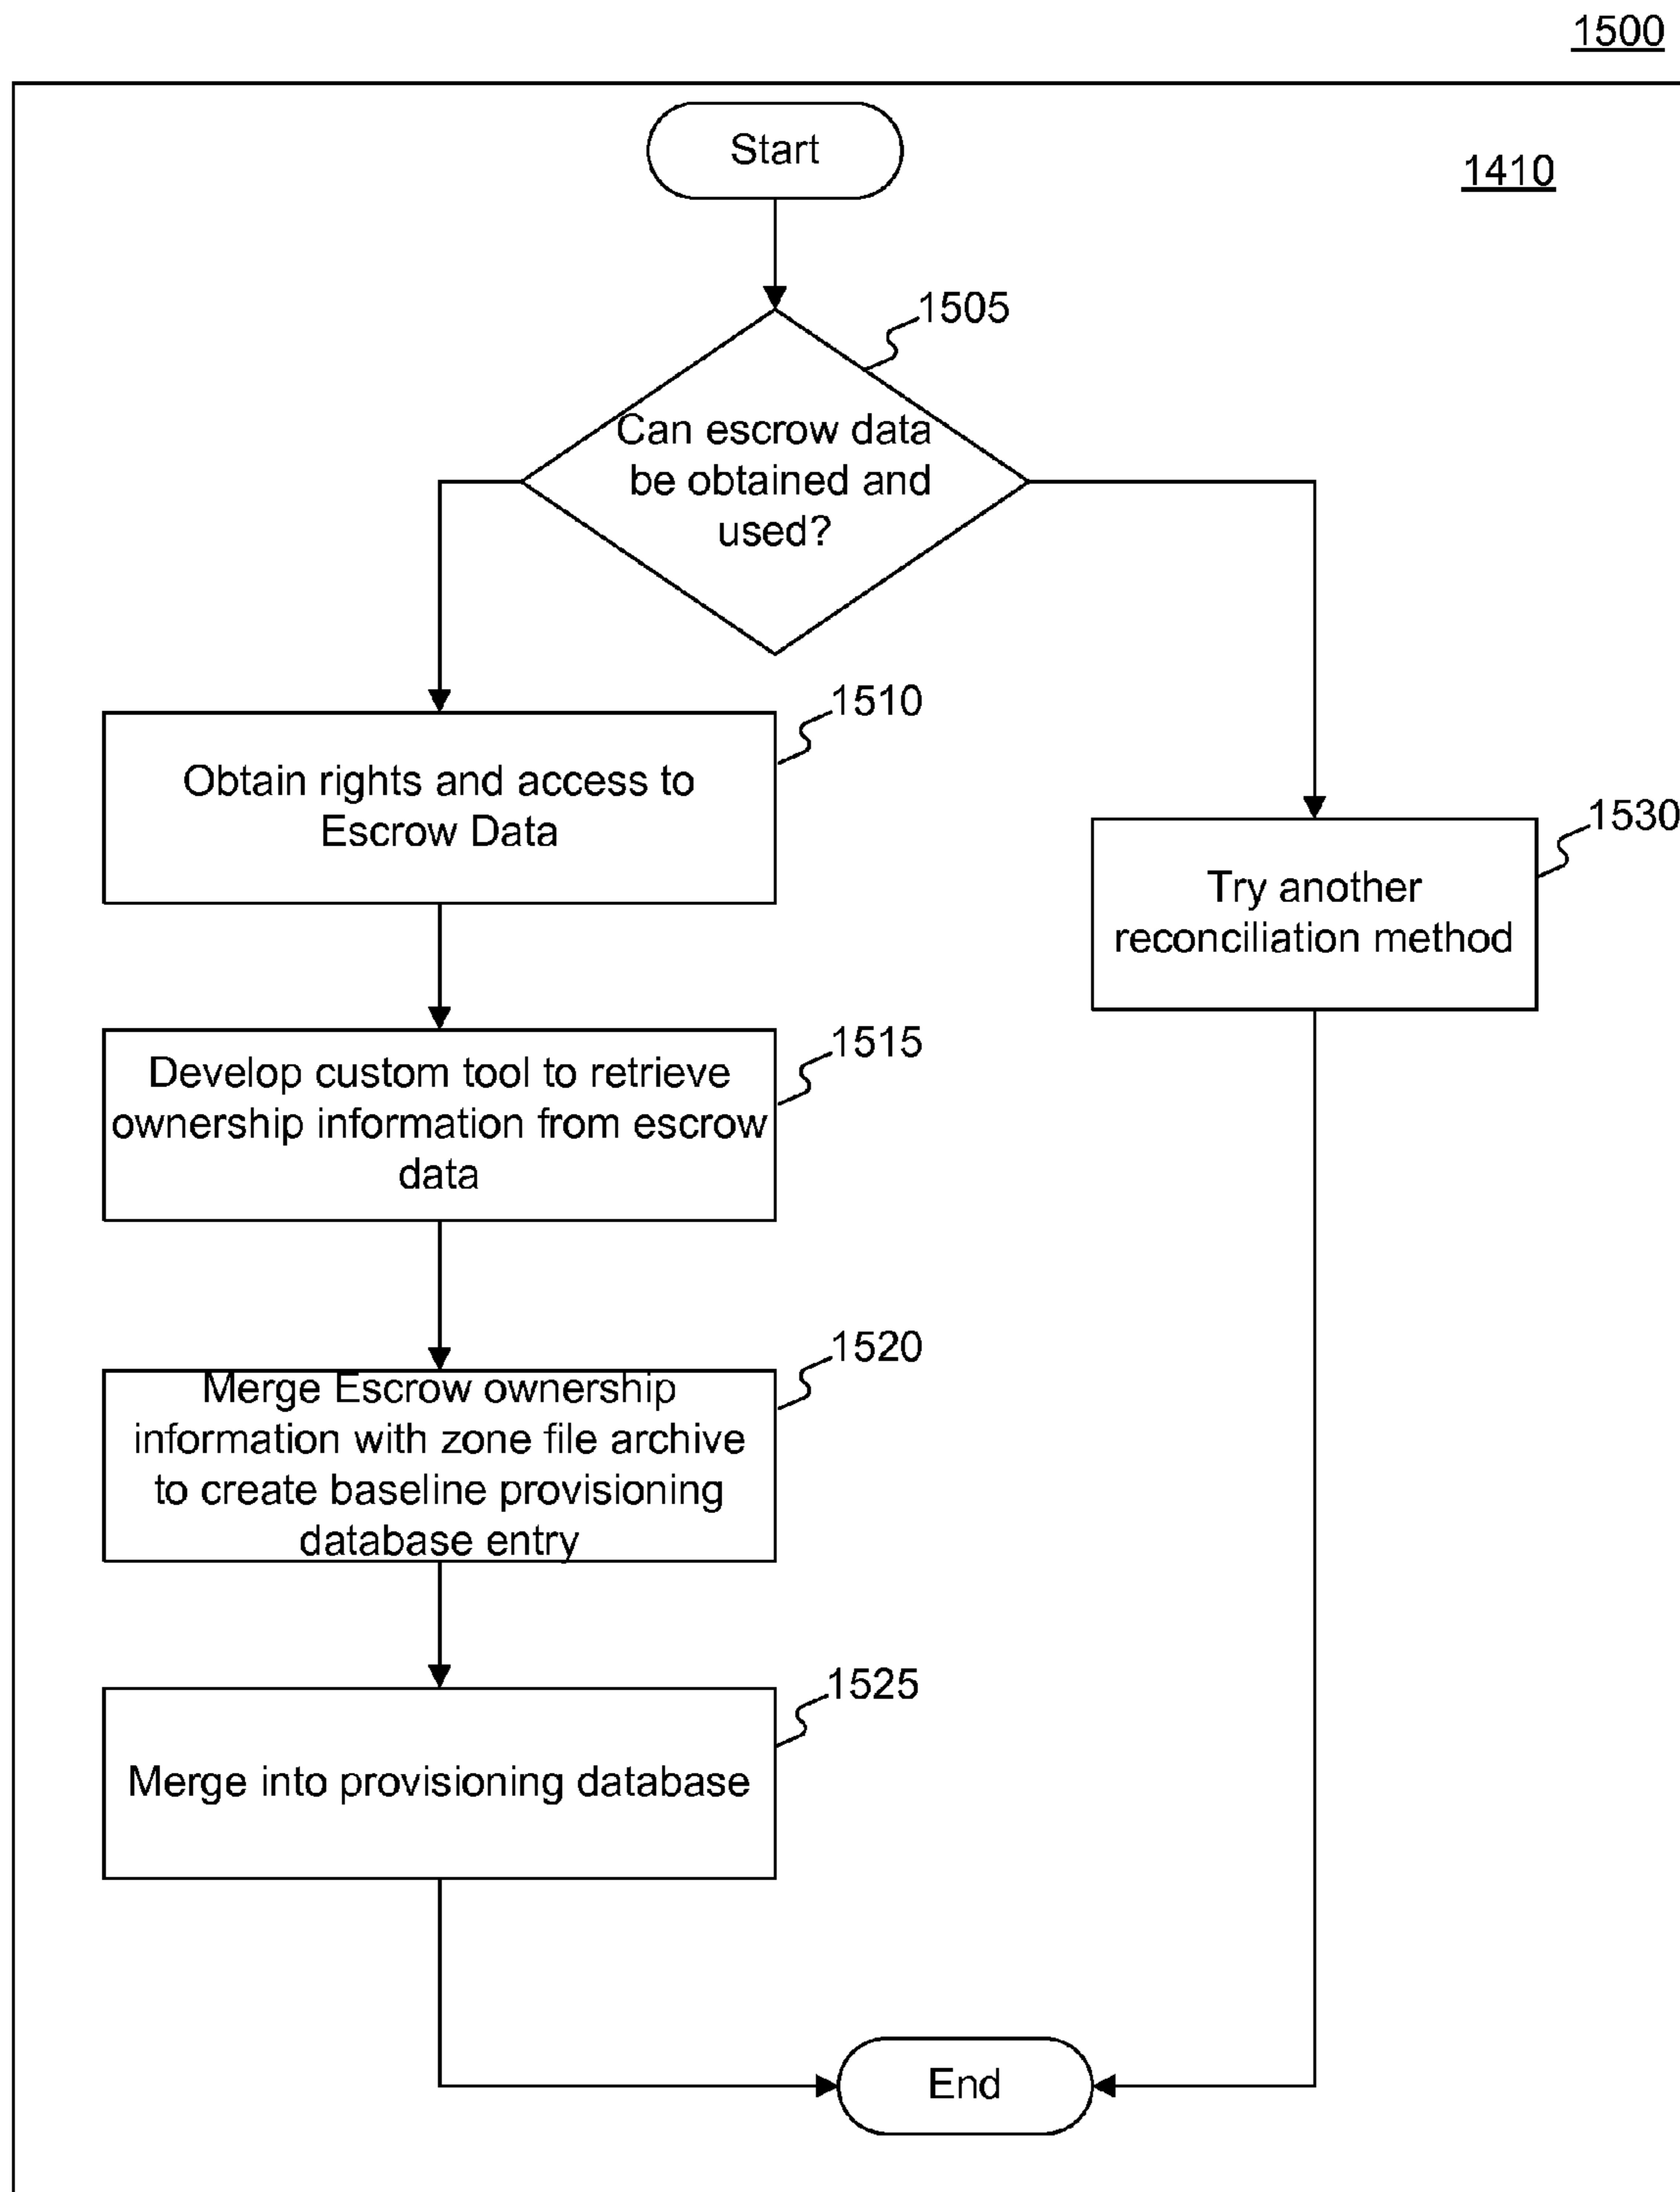 1500
Start
1410
1505
Can escrow data
be obtained and
used?
1510
Obtain rights and access to
Escrow Data
1530
Try another
reconciliation method
1515
Develop custom tool to retrieve
ownership information from escrow
data
1520
Merge Escrow ownership
information with zone file archive
to create baseline provisioning
database entry
1525
Merge into provisioning database
End